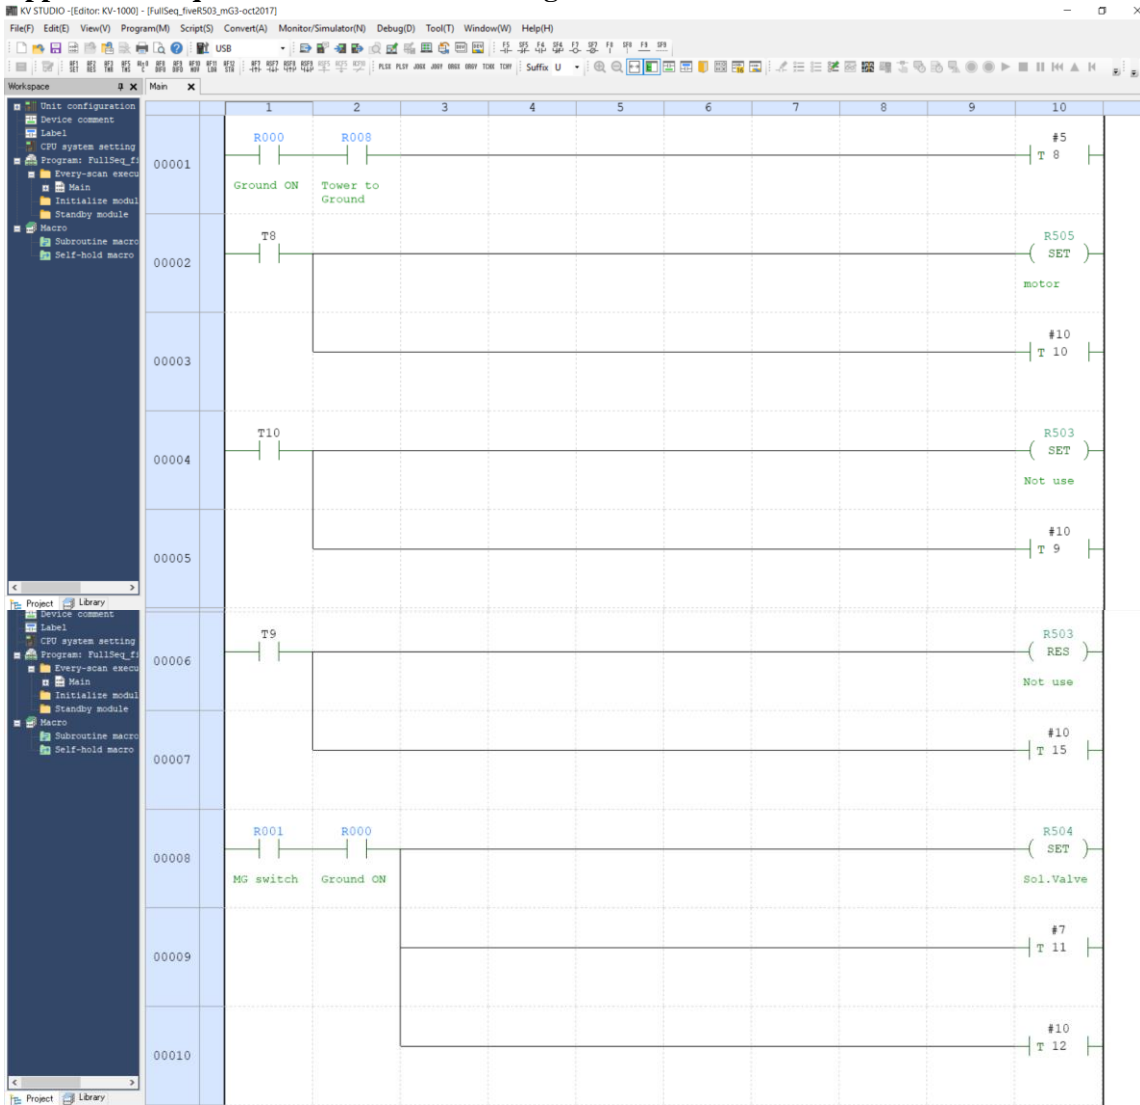 KV STUDIO -[Editor: KV-1000] - [FullSeq_fiveR503_mG3-oct2017]
File(F) Edit(E) View(V) Program(M) Script(S) Convert(A) Monitor/Simulator(N) Debug(D) Tool(T) Window(W) Help(H)
USB
Suffix U
Workspace
Main
Unit configuration
Device comment
Label
CPU system setting
Program: FullSeq_fi
Every-scan execu
Main
Initialize modul
Standby module
Macro
Subroutine macro
Self-hold macro
Project Library
1 2 3 4 5 6 7 8 9 10
R000 R008 #5
00001 T 8
Ground ON Tower to
Ground
T8 R505
00002 SET
motor
#10
00003 T 10
T10 R503
00004 SET
Not use
#10
00005 T 9
Device comment
Label
CPU system setting
Program: FullSeq_fi
Every-scan execu
Main
Initialize modul
Standby module
Macro
Subroutine macro
Self-hold macro
Project Library
T9 R503
00006 RES
Not use
#10
00007 T 15
R001 R000 R504
00008 SET
MG switch Ground ON Sol.Valve
#7
00009 T 11
#10
00010 T 12